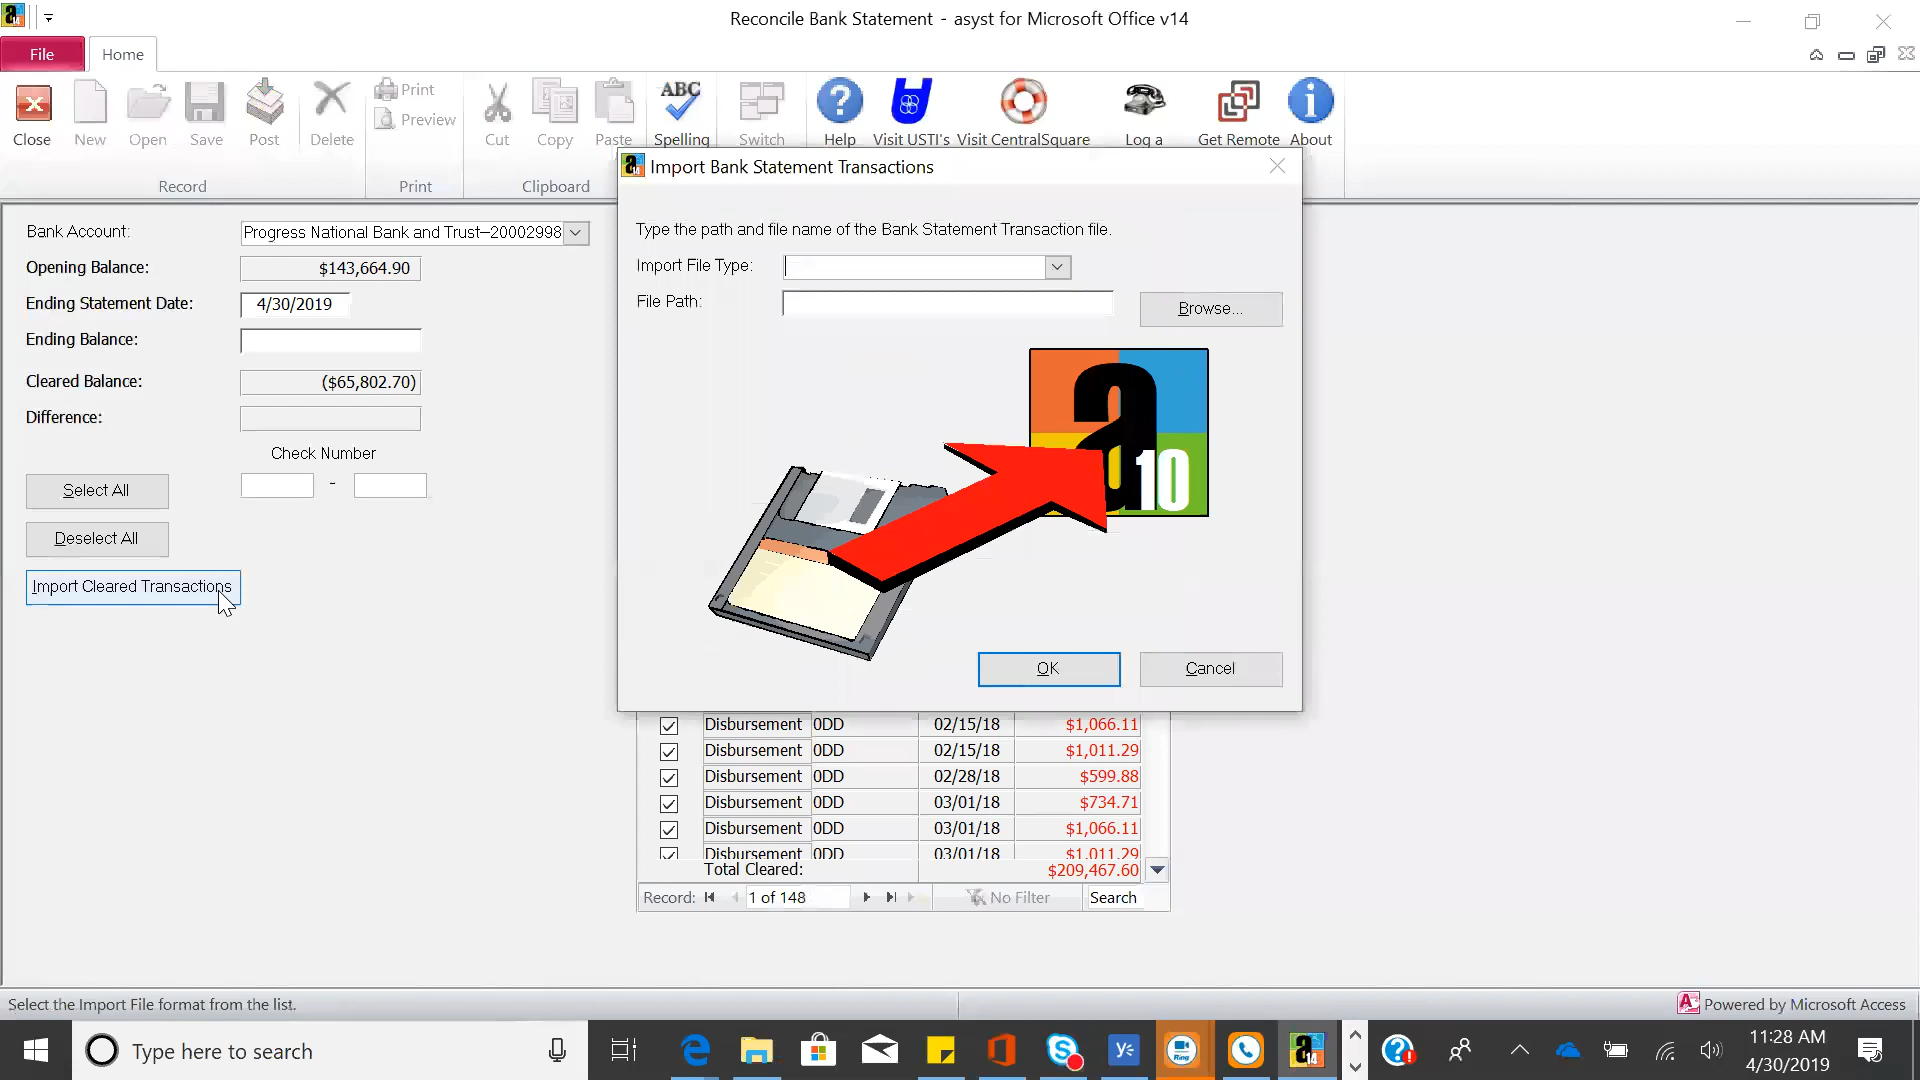 Reconcile Bank Statement - asyst for Microsoft Office v14
File
Home
Close
New
Open
Save
Post
Delete
Print
Preview
Cut
Copy
Paste
ABC
Spelling
Switch
Help
Visit USTI's
Visit CentralSquare
Log a
Get Remote
About
Record
Print
Clipboard
Import Bank Statement Transactions
Type the path and file name of the Bank Statement Transaction file.
Import File Type:
File Path:
Browse...
a 10
OK
Cancel
Bank Account: Progress National Bank and Trust--20002998
Opening Balance: $143,664.90
Ending Statement Date: 4/30/2019
Ending Balance:
Cleared Balance: ($65,802.70)
Difference:
Check Number
-
Select All
Deselect All
Import Cleared Transactions
Disbursement 0DD 02/15/18 $1,066.11
Disbursement 0DD 02/15/18 $1,011.29
Disbursement 0DD 02/28/18 $599.88
Disbursement 0DD 03/01/18 $734.71
Disbursement 0DD 03/01/18 $1,066.11
Disbursement 0DD 03/01/18 $1,011.29
Total Cleared: $209,467.60
Record: 1 of 148 No Filter Search
Select the Import File format from the list.
Powered by Microsoft Access
Type here to search
Ring
11:28 AM
4/30/2019